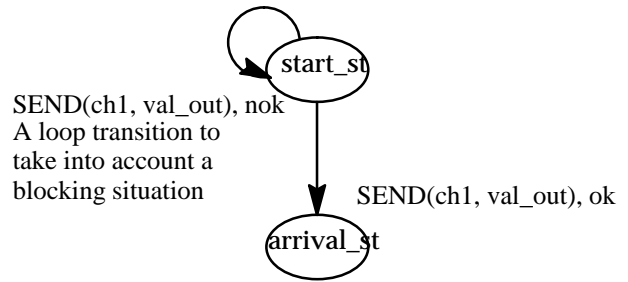 start_st
SEND(ch1, val_out), nok
A loop transition to
take into account a
blocking situation
SEND(ch1, val_out), ok
arrival_st